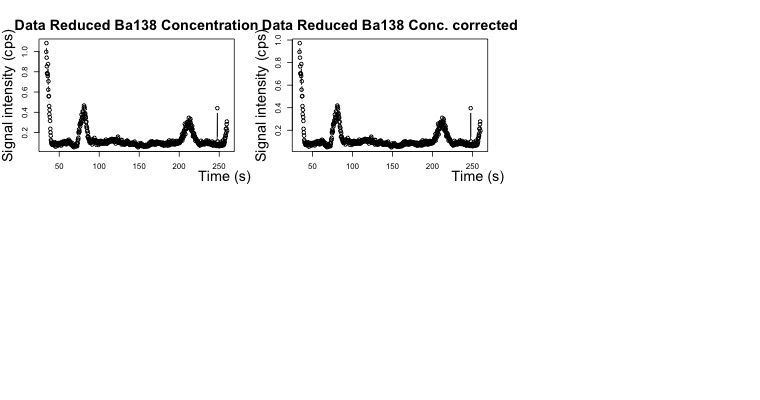 Data Reduced Ba138 Concentration
Signal intensity (cps)
1.0
0.8
0.6
0.4
0.2
50 100 150 200 250
Time (s)
Data Reduced Ba138 Conc. corrected
Signal intensity (cps)
1.0
0.8
0.6
0.4
0.2
50 100 150 200 250
Time (s)